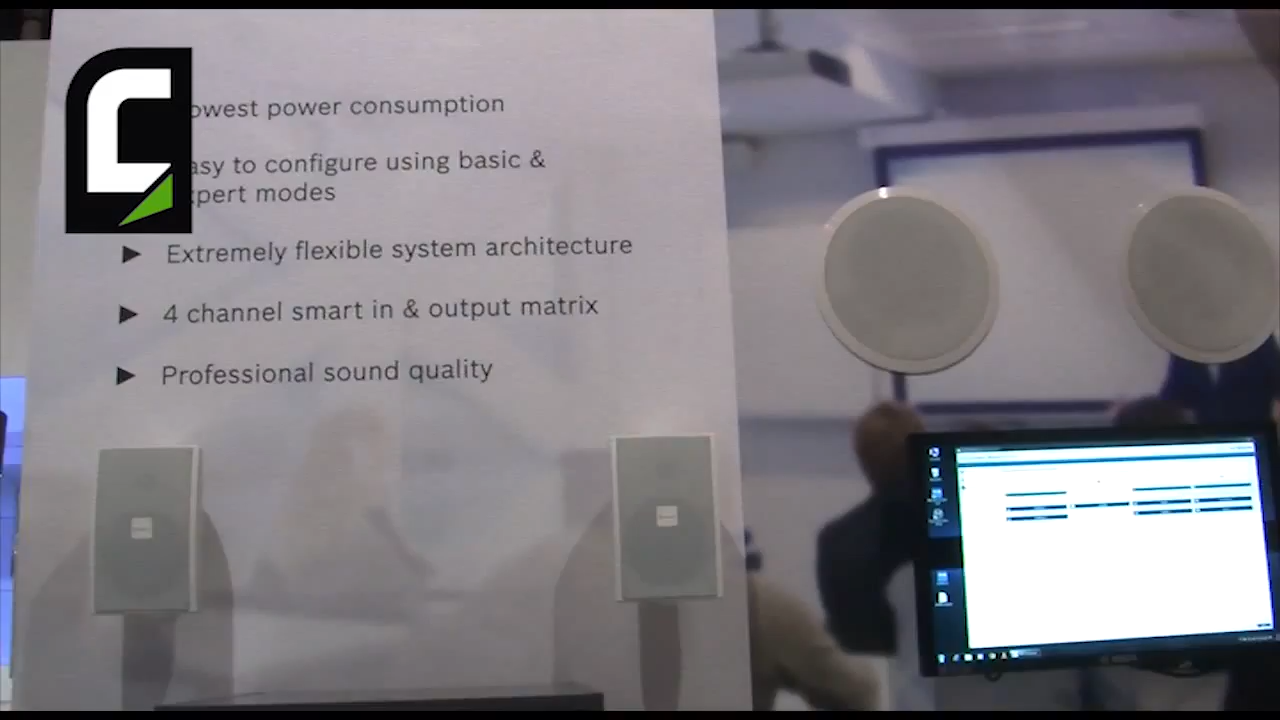 owest power consumption
asy to configure using basic &
xpert modes
► Extremely flexible system architecture
► 4 channel smart in & output matrix
► Professional sound quality